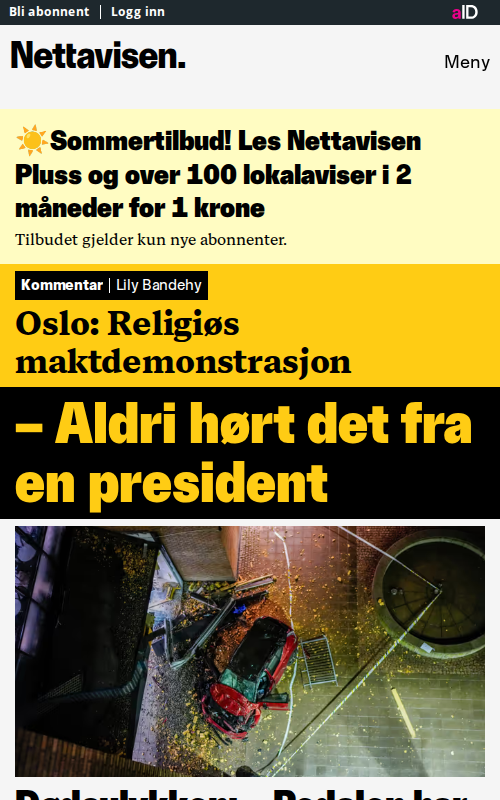 Bli abonnent | Logg inn
aID
Nettavisen.
Meny
☀️Sommertilbud! Les Nettavisen
Pluss og over 100 lokalaviser i 2
måneder for 1 krone
Tilbudet gjelder kun nye abonnenter.
Kommentar | Lily Bandehy
Oslo: Religiøs
maktdemonstrasjon
– Aldri hørt det fra
en president